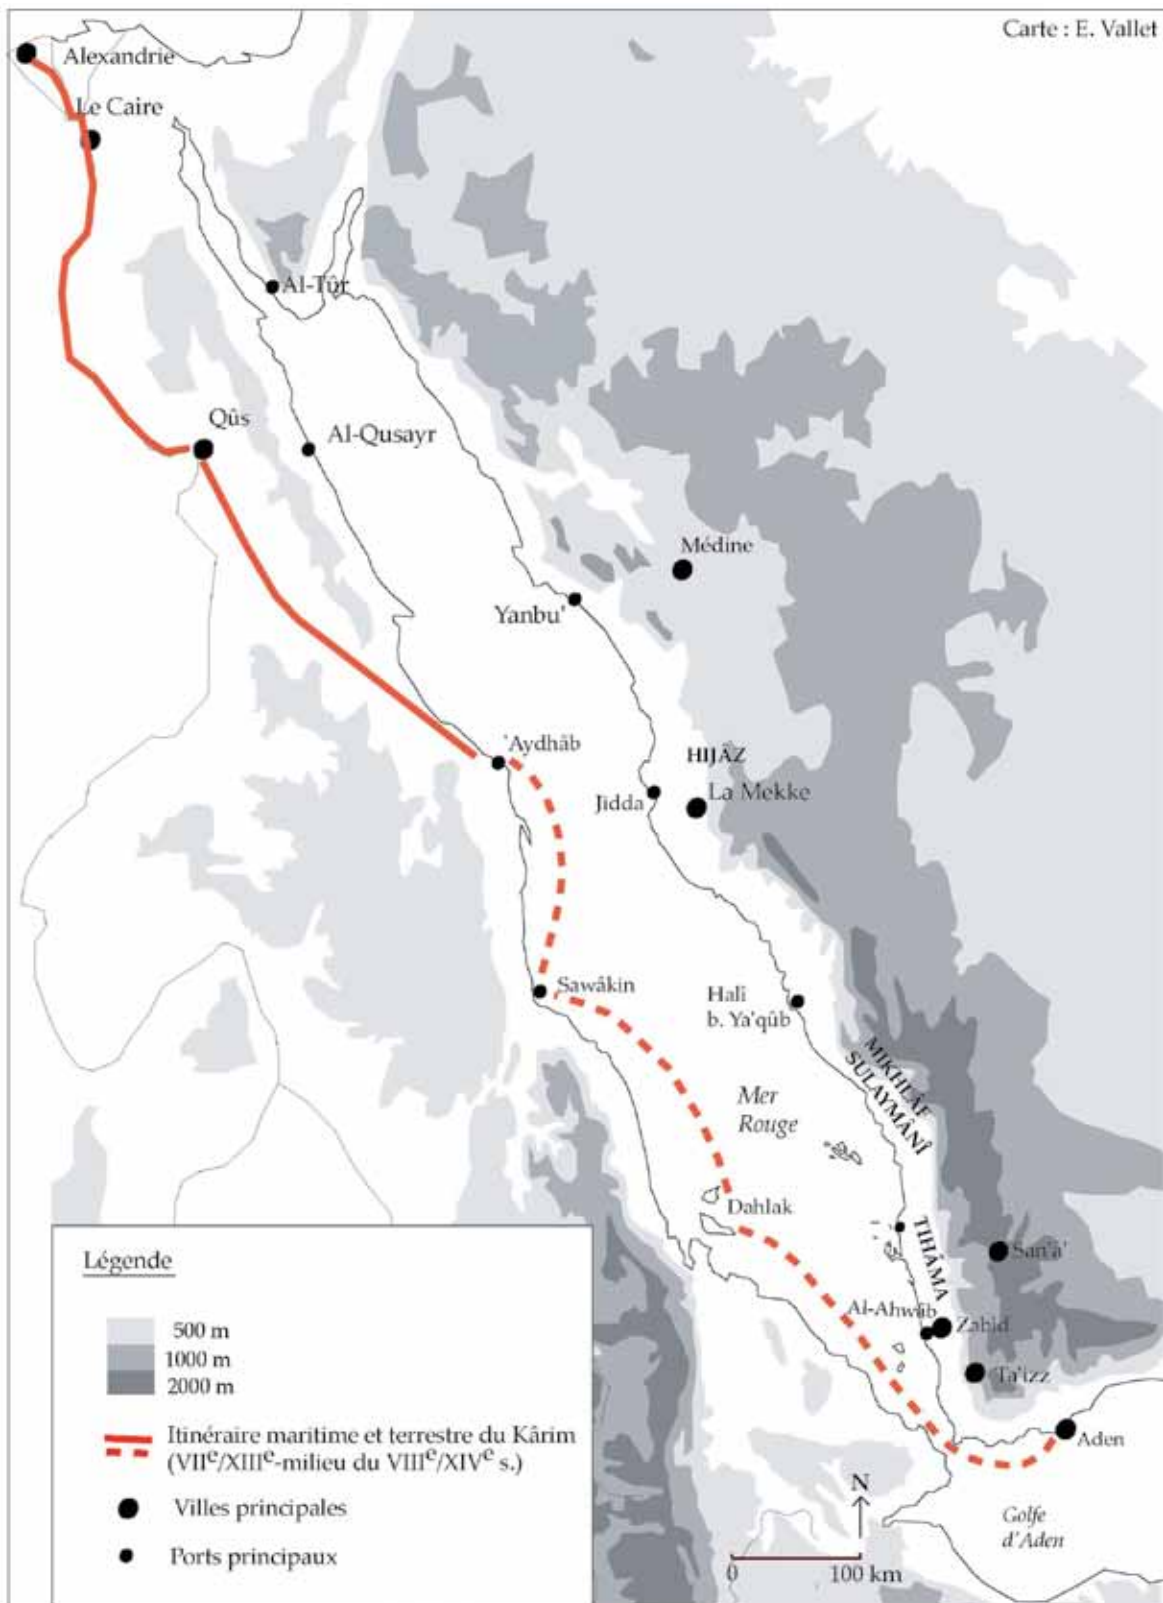 Carte : E. Vallet
Alexandrie
Le Caire
Al-Tûr
Qûs
Al-Qusayr
Médine
Yanbu'
'Aydhâb
HIJÂZ
Jidda
La Mekke
Sawâkin
Halî
b. Ya'qûb
MIKHLÂF
SULAYMÂNÎ
Mer
Rouge
Dahlak
TIHÂMA
San'â'
Al-Ahwâb
Zabîd
Ta'izz
Aden
Golfe
d'Aden
N
0 100 km
Légende
500 m
1000 m
2000 m
Itinéraire maritime et terrestre du Kârim
(VIIe/XIIIe-milieu du VIIIe/XIVe s.)
Villes principales
Ports principaux